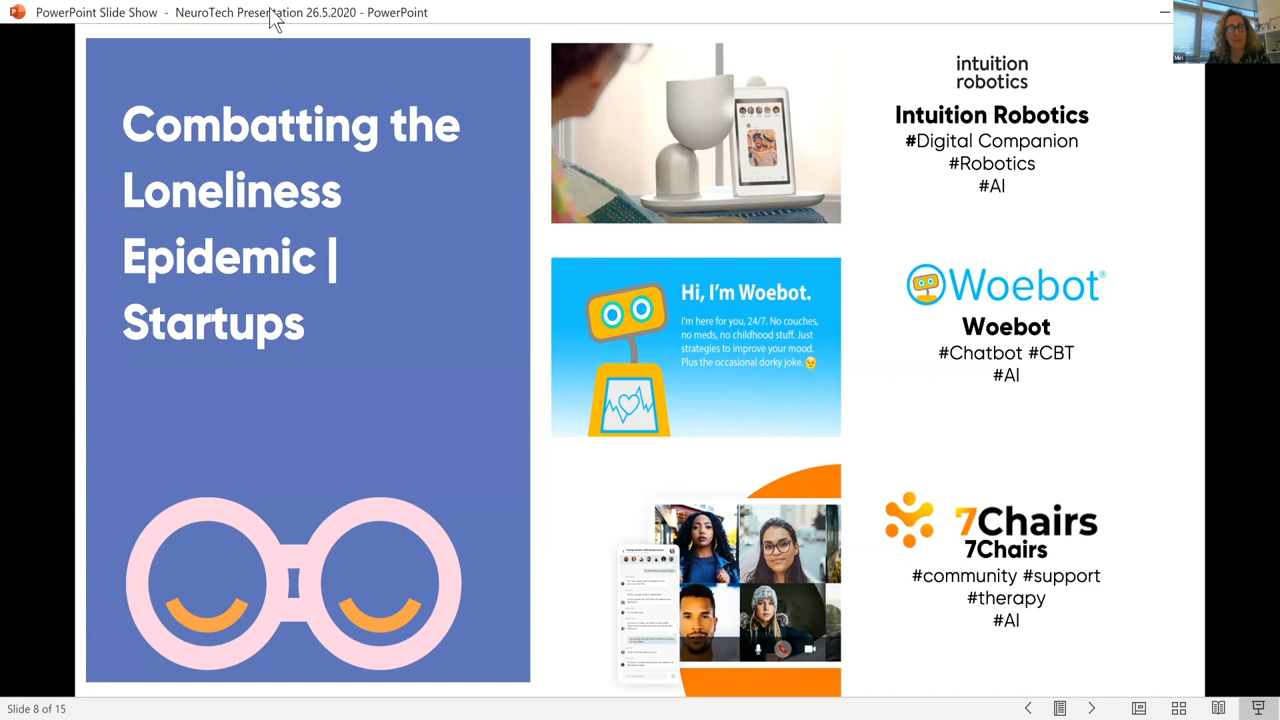 PowerPoint Slide Show - NeuroTech Presentation 26.5.2020 - PowerPoint
Miri
Combatting the
Loneliness
Epidemic |
Startups
intuition
robotics
Intuition Robotics
#Digital Companion
#Robotics
#AI
Hi, I'm Woebot.
I'm here for you, 24/7. No couches,
no meds, no childhood stuff. Just
strategies to improve your mood.
Plus the occasional dorky joke. 😉
Woebot®
Woebot
#Chatbot #CBT
#AI
7Chairs
7Chairs
#community #support
#therapy
#AI
Slide 8 of 15